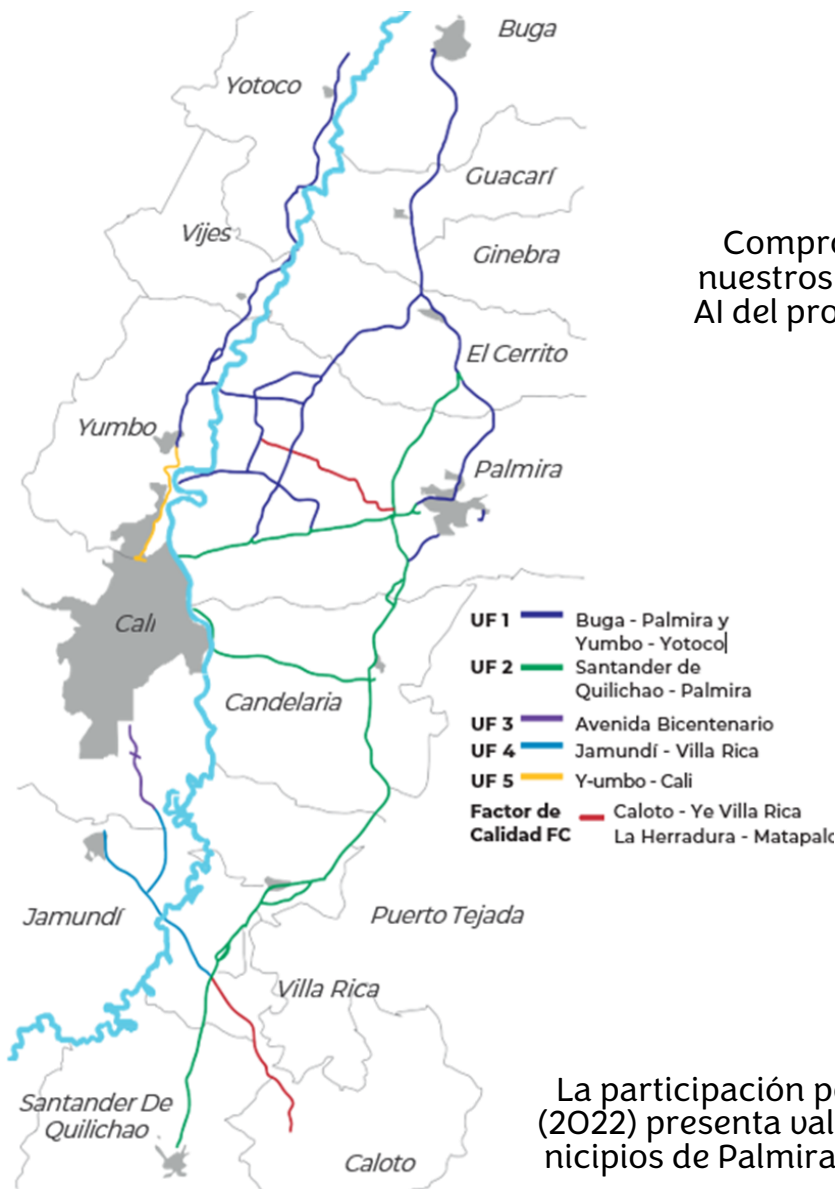 Buga
Yotoco
Guacarí
Vijes
Ginebra
El Cerrito
Yumbo
Palmira
Cali
Candelaria
UF 1 Buga - Palmira y
Yumbo - Yotoco
UF 2 Santander de
Quilichao - Palmira
UF 3 Avenida Bicentenario
UF 4 Jamundí - Villa Rica
UF 5 Y-umbo - Cali
Factor de Caloto - Ye Villa Rica
Calidad FC La Herradura - Matapalo
Jamundí
Puerto Tejada
Villa Rica
Santander De
Quilichao
Caloto
Compr
nuestros
AI del pro
La participación p
(2022) presenta val
nicipios de Palmira